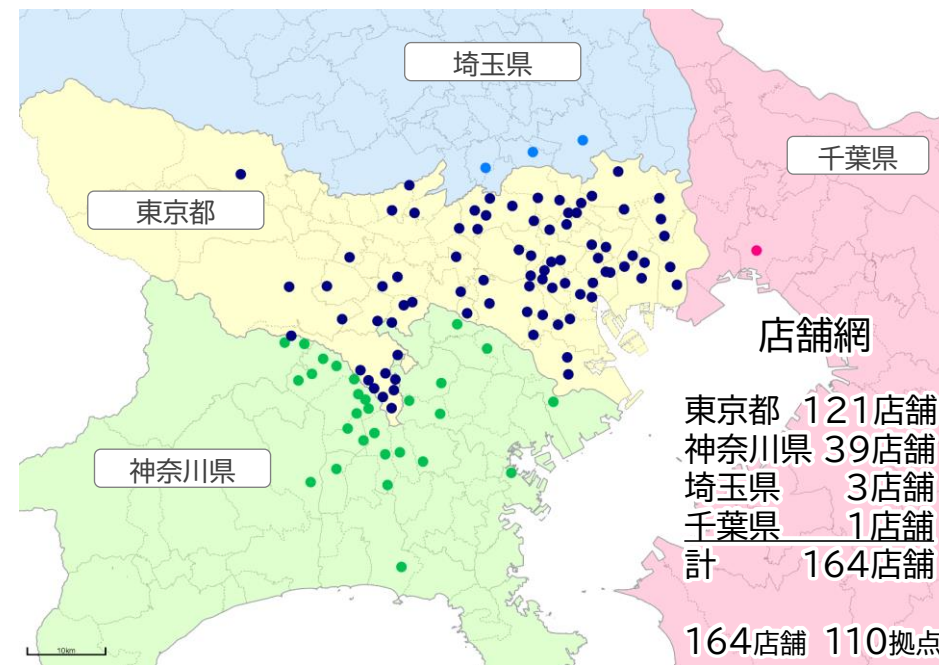 埼玉県
千葉県
東京都
神奈川県
店舗網
東京都 121店舗
神奈川県 39店舗
埼玉県 3店舗
千葉県 1店舗
計 164店舗
164店舗 110拠点
10km